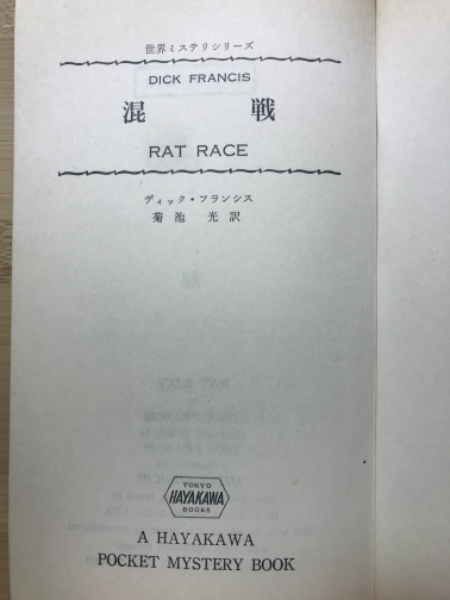 世界ミステリシリーズ
DICK FRANCIS
混 戦
RAT RACE
ディック・フランシス
菊池 光訳
TOKYO
HAYAKAWA
BOOKS
A HAYAKAWA
POCKET MYSTERY BOOK